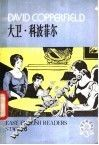 DAVID COPPERFIELD
大卫·科波菲尔
EASY ENGLISH READERS